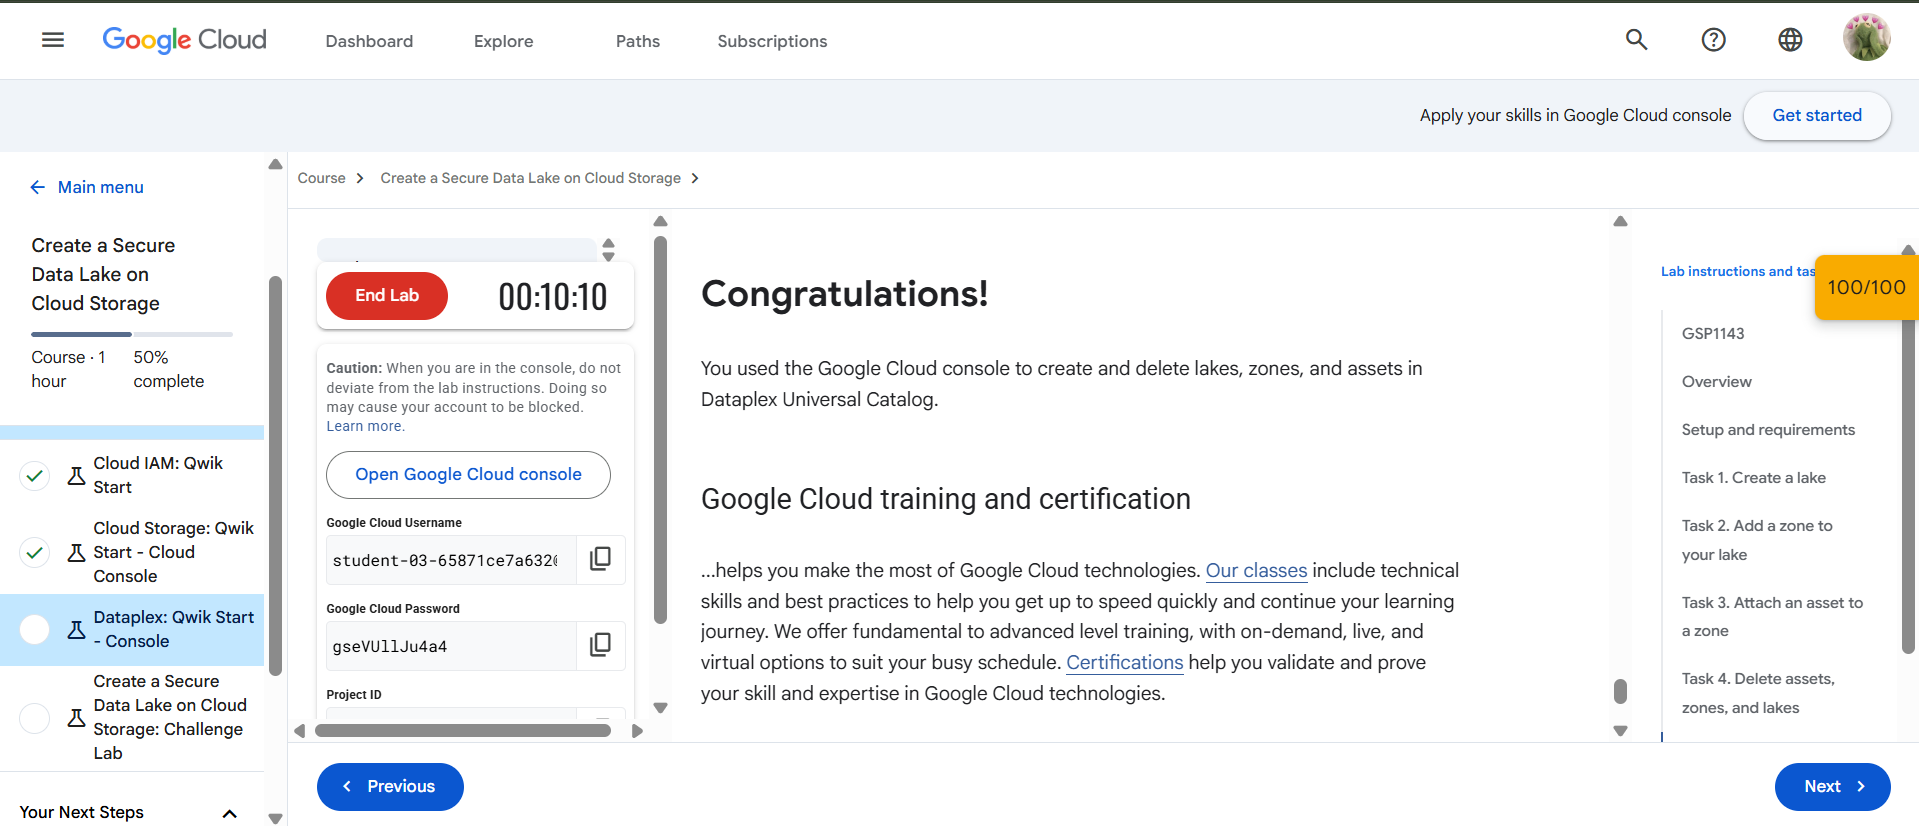 Google Cloud
Dashboard
Explore
Paths
Subscriptions
Apply your skills in Google Cloud console
Get started
Main menu
Create a Secure
Data Lake on
Cloud Storage
Course · 1
hour
50%
complete
Cloud IAM: Qwik
Start
Cloud Storage: Qwik
Start - Cloud
Console
Dataplex: Qwik Start
- Console
Create a Secure
Data Lake on Cloud
Storage: Challenge
Lab
Your Next Steps
Course
Create a Secure Data Lake on Cloud Storage
End Lab
00:10:10
Caution: When you are in the console, do not
deviate from the lab instructions. Doing so
may cause your account to be blocked.
Learn more.
Open Google Cloud console
Google Cloud Username
student-03-65871ce7a632@
Google Cloud Password
gseVUllJu4a4
Project ID
Congratulations!
You used the Google Cloud console to create and delete lakes, zones, and assets in
Dataplex Universal Catalog.
Google Cloud training and certification
...helps you make the most of Google Cloud technologies. Our classes include technical
skills and best practices to help you get up to speed quickly and continue your learning
journey. We offer fundamental to advanced level training, with on-demand, live, and
virtual options to suit your busy schedule. Certifications help you validate and prove
your skill and expertise in Google Cloud technologies.
Lab instructions and tas
100/100
GSP1143
Overview
Setup and requirements
Task 1. Create a lake
Task 2. Add a zone to
your lake
Task 3. Attach an asset to
a zone
Task 4. Delete assets,
zones, and lakes
Previous
Next